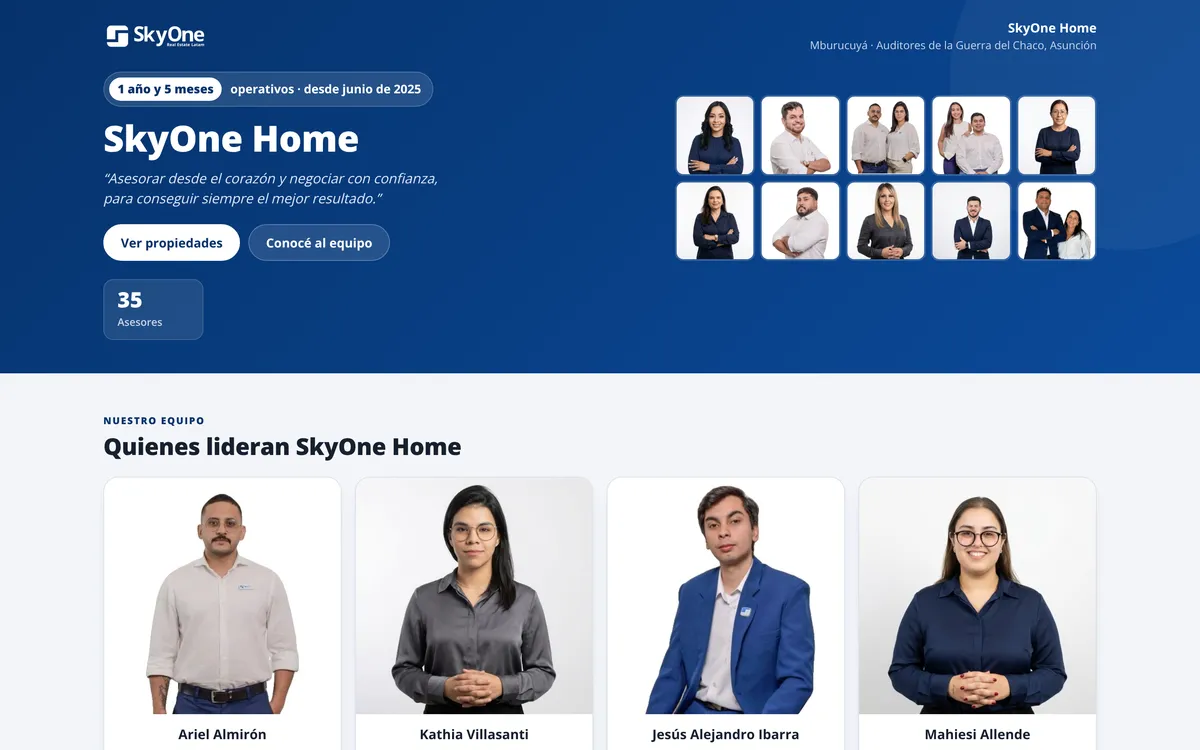 SkyOne
Real Estate Latam
SkyOne Home
Mburucuyá · Auditores de la Guerra del Chaco, Asunción
1 año y 5 meses operativos · desde junio de 2025
SkyOne Home
“Asesorar desde el corazón y negociar con confianza,
para conseguir siempre el mejor resultado.”
Ver propiedades
Conocé al equipo
35
Asesores
NUESTRO EQUIPO
Quienes lideran SkyOne Home
Ariel Almirón
Kathia Villasanti
Jesús Alejandro Ibarra
Mahiesi Allende